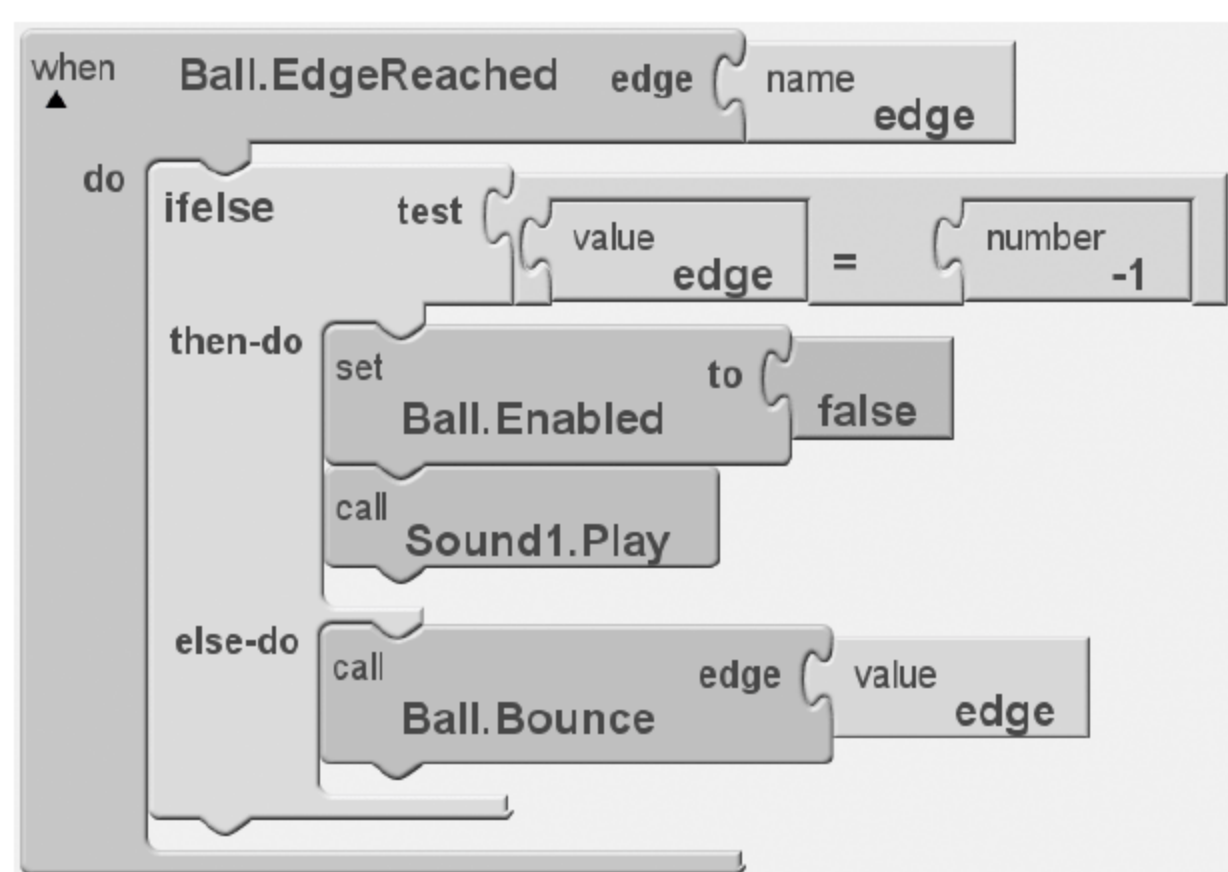 when Ball.EdgeReached edge name edge
do
ifelse test value edge = number -1
then-do
set Ball.Enabled to false
call Sound1.Play
else-do
call Ball.Bounce edge value edge